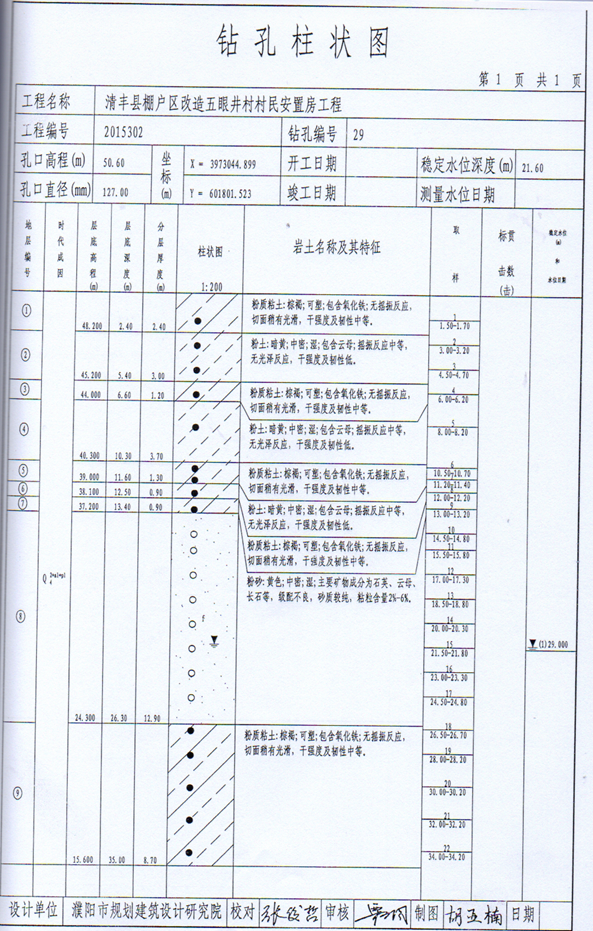 钻孔柱状图
第 1 页 共 1 页
工程名称 清丰县棚户区改造五眼井村村民安置房工程
工程编号 2015302 钻孔编号 29
孔口高程(m) 50.60 坐标(m) X = 3973044.899 开工日期 稳定水位深度(m) 21.60
孔口直径(mm) 127.00 Y = 601801.523 竣工日期 测量水位日期
地层编号 时代成因 层底高程(m) 层底深度(m) 分层厚度(m) 柱状图 1:200 岩土名称及其特征 取样 标贯击数(击) 稳定水位(m)和水位日期
① 粉质粘土:棕褐;可塑;包含氧化铁;无摇振反应,
切面稍有光滑,干强度及韧性中等。
48.200 2.40 2.40
1
1.50-1.70
② 粉土:暗黄;中密;湿;包含云母;摇振反应中等,
无光泽反应,干强度及韧性低。
45.200 5.40 3.00
2
3.00-3.20
3
4.50-4.70
③ 粉质粘土:棕褐;可塑;包含氧化铁;无摇振反应,
切面稍有光滑,干强度及韧性中等。
44.000 6.60 1.20
4
6.00-6.20
④ 粉土:暗黄;中密;湿;包含云母;摇振反应中等,
无光泽反应,干强度及韧性低。
40.300 10.30 3.70
5
8.00-8.20
⑤ 粉质粘土:棕褐;可塑;包含氧化铁;无摇振反应,
切面稍有光滑,干强度及韧性中等。
39.000 11.60 1.30
6
10.50-10.70
11.20-11.40
⑥ 粉土:暗黄;中密;湿;包含云母;摇振反应中等,
无光泽反应,干强度及韧性低。
38.100 12.50 0.90
8
12.00-12.20
⑦ 粉质粘土:棕褐;可塑;包含氧化铁;无摇振反应,
切面稍有光滑,干强度及韧性中等。
37.200 13.40 0.90
9
13.00-13.20
⑧ 粉砂:黄色;中密;湿;主要矿物成分为石英、云母、
长石等,级配不良,砂质较纯,粘粒含量2%-6%。
Q 4 2+al+pl
f
24.300 26.30 12.90
10
14.50-14.80
11
15.50-15.80
12
17.00-17.30
13
18.50-18.80
14
20.00-20.30
15
21.50-21.80
(1)29.000
16
23.00-23.30
17
24.50-24.80
⑨ 粉质粘土:棕褐;可塑;包含氧化铁;无摇振反应,
切面稍有光滑,干强度及韧性中等。
15.600 35.00 8.70
18
26.50-26.70
19
28.00-28.20
20
30.00-30.20
21
32.00-32.20
22
34.00-34.20
设计单位 濮阳市规划建筑设计研究院 校对 审核 制图 胡五楠 日期